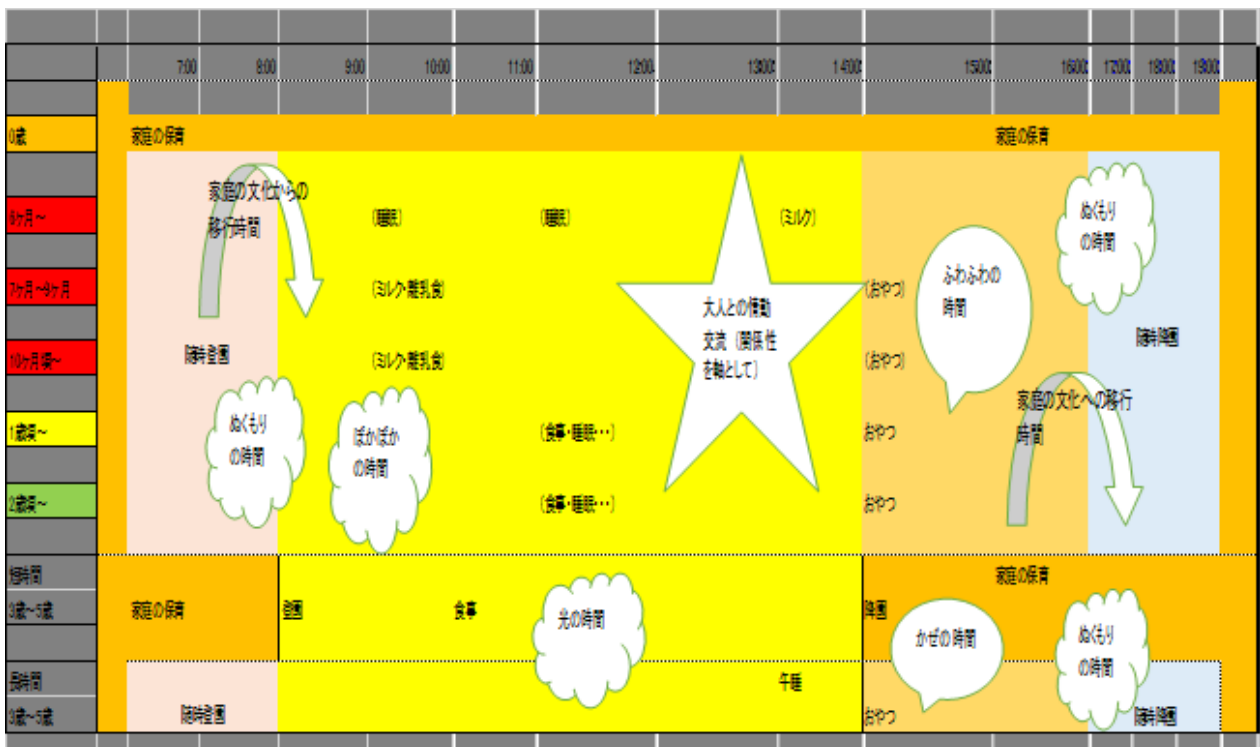 7:00 8:00 9:00 10:00 11:00 12:00 13:00 14:00 15:00 16:00 17:00 18:00 19:00
0歳 家庭の保育 家庭の保育
家庭の文化からの
移行時間
ぬくもり
の時間
6ヶ月~ (睡眠) (睡眠) (ミルク)
7ヶ月~9ヶ月 (ミルク・離乳食) (おやつ)
ふわふわの
時間
大人との情動
交流(関係性
を軸として)
随時降園
10ヶ月頃~ 随時登園 (ミルク・離乳食) (おやつ)
家庭の文化への移行
時間
1歳頃~ (食事・睡眠・・・) おやつ
ぬくもり
の時間
ぽかぽか
の時間
2歳頃~ (食事・睡眠・・・) おやつ
短時間 家庭の保育
3歳~5歳 家庭の保育 登園 食事 降園
光の時間
かぜの時間
ぬくもり
の時間
長時間 午睡
3歳~5歳 随時登園 おやつ 随時降園